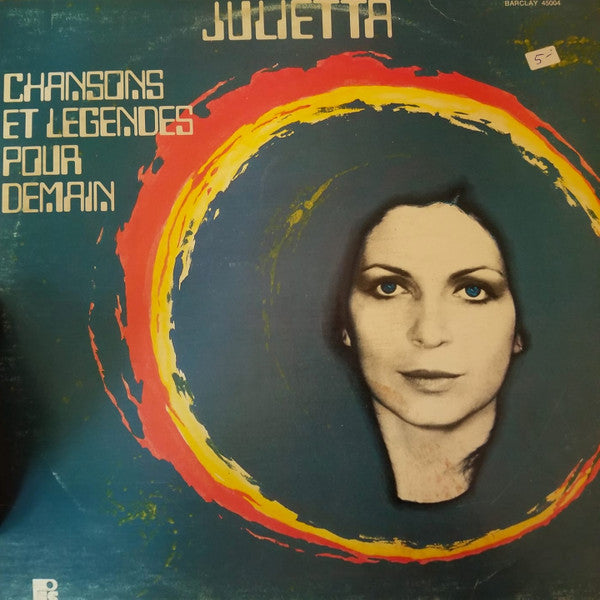 JULIETTA
BARCLAY 45004
5-
CHANSONS
ET LEGENDES
POUR
DEMAIN